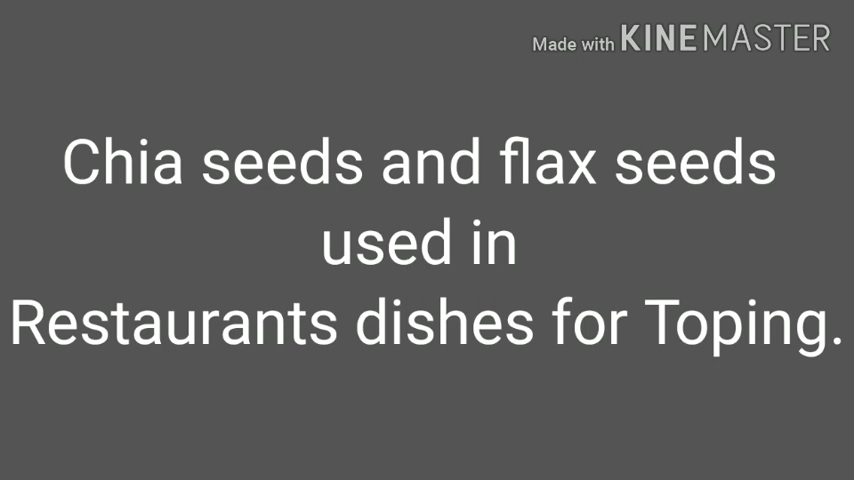 Made with KINEMASTER
Chia seeds and flax seeds
used in
Restaurants dishes for Toping.